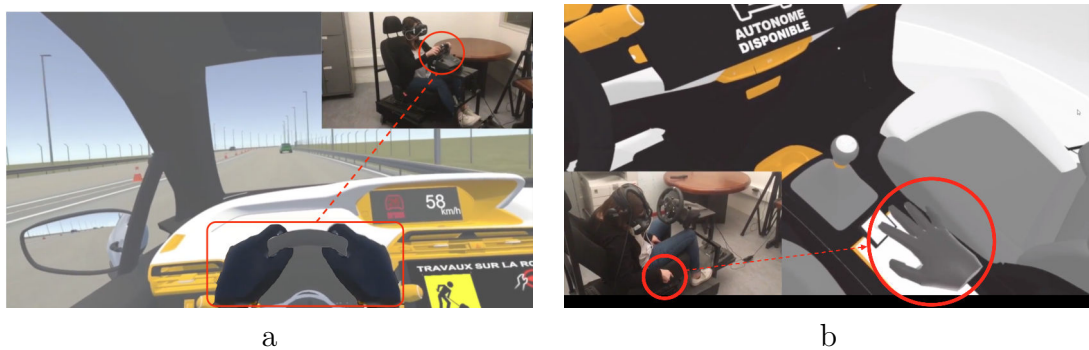 58
km/h
TRAVAUX SUR LA RO
AUTONOME
DISPONIBLE
a
b